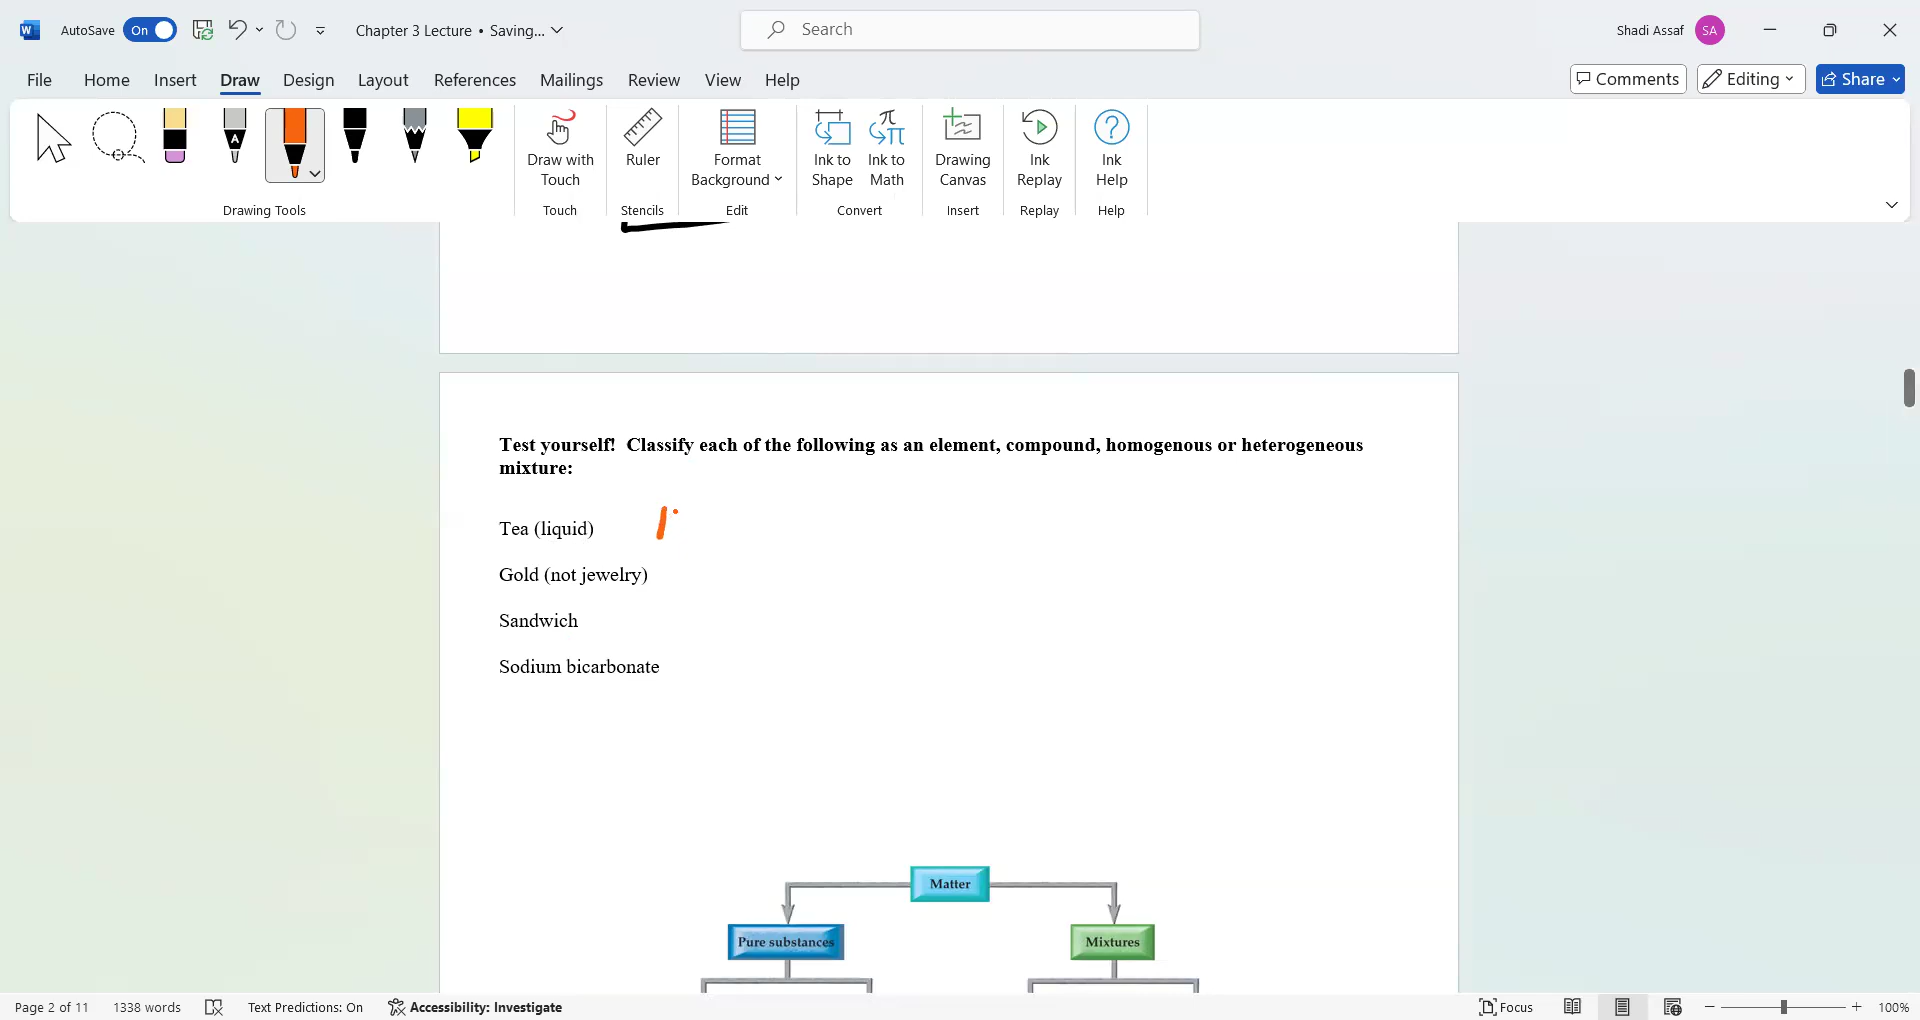 AutoSave On Chapter 3 Lecture • Saving... Search Shadi Assaf SA
File Home Insert Draw Design Layout References Mailings Review View Help Comments Editing Share
Draw with Touch
Ruler
Format Background
Ink to Shape
Ink to Math
Drawing Canvas
Ink Replay
Ink Help
Drawing Tools Touch Stencils Edit Convert Insert Replay Help
Test yourself! Classify each of the following as an element, compound, homogenous or heterogeneous
mixture:
Tea (liquid)
Gold (not jewelry)
Sandwich
Sodium bicarbonate
Matter
Pure substances Mixtures
Page 2 of 11 1338 words Text Predictions: On Accessibility: Investigate Focus 100%